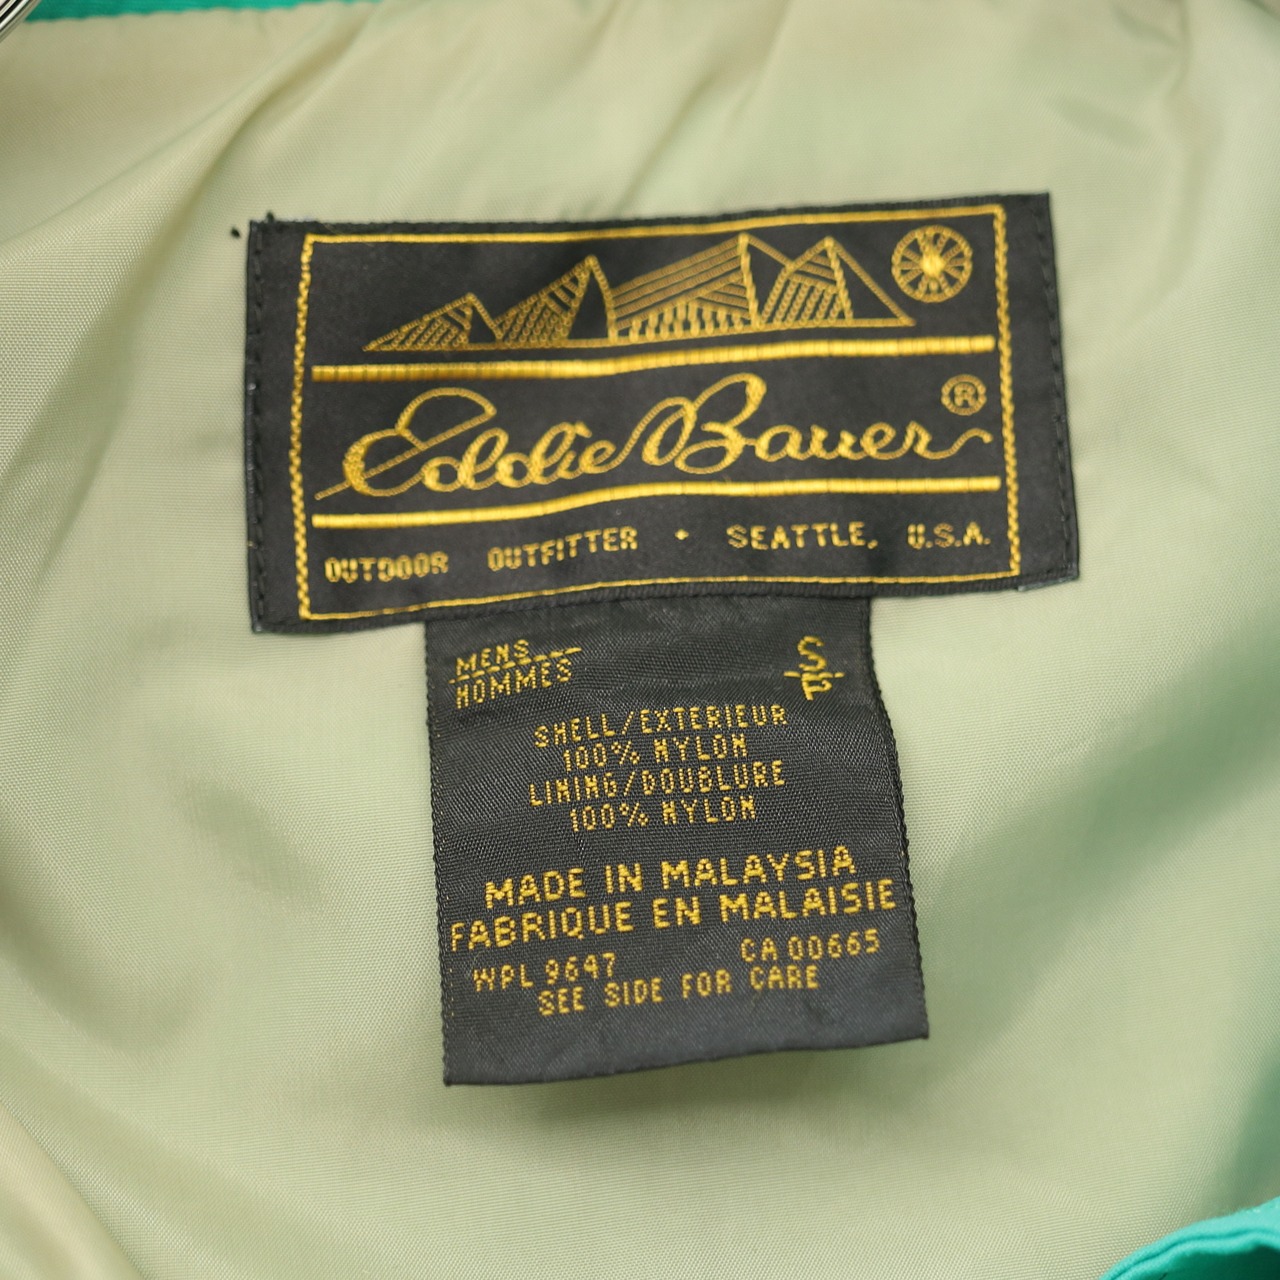 Eddie Bauer ®
OUTDOOR OUTFITTER • SEATTLE, U.S.A.
MENS S
HOMMES P
SHELL/EXTERIEUR
100% NYLON
LINING/DOUBLURE
100% NYLON
MADE IN MALAYSIA
FABRIQUE EN MALAISIE
WPL 9647 CA 00665
SEE SIDE FOR CARE